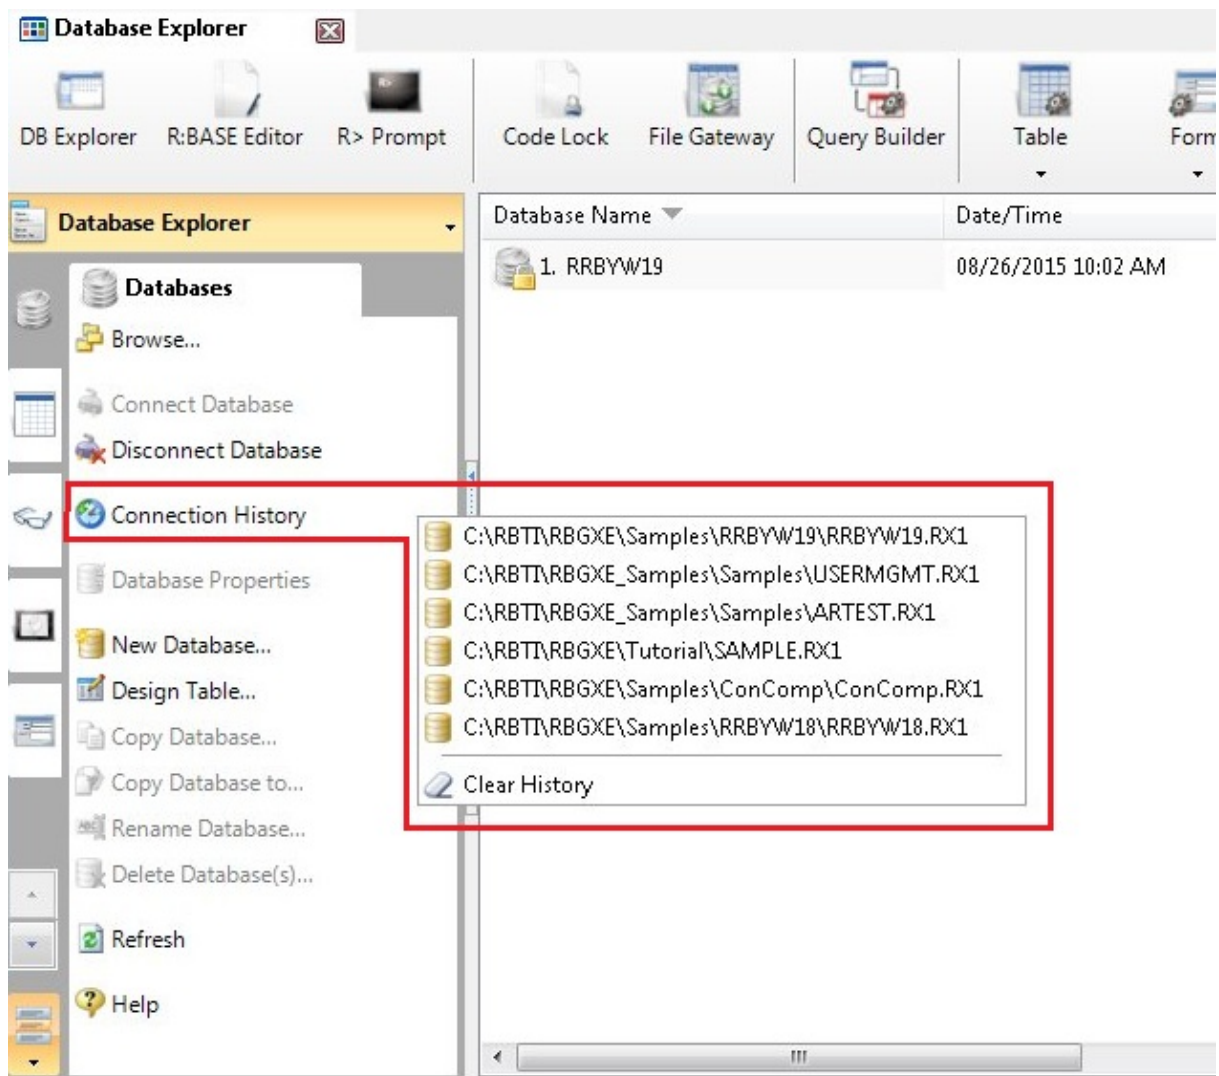 Database Explorer
DB Explorer R:BASE Editor R> Prompt Code Lock File Gateway Query Builder Table Form
Database Explorer
Databases
Browse...
Connect Database
Disconnect Database
Connection History
Database Properties
New Database...
Design Table...
Copy Database...
Copy Database to...
Rename Database...
Delete Database(s)...
Refresh
Help
Database Name Date/Time
1. RRBYW19 08/26/2015 10:02 AM
C:\RBTI\RBGXE\Samples\RRBYW19\RRBYW19.RX1
C:\RBTI\RBGXE_Samples\Samples\USERMGMT.RX1
C:\RBTI\RBGXE_Samples\Samples\ARTEST.RX1
C:\RBTI\RBGXE\Tutorial\SAMPLE.RX1
C:\RBTI\RBGXE\Samples\ConComp\ConComp.RX1
C:\RBTI\RBGXE\Samples\RRBYW18\RRBYW18.RX1
Clear History